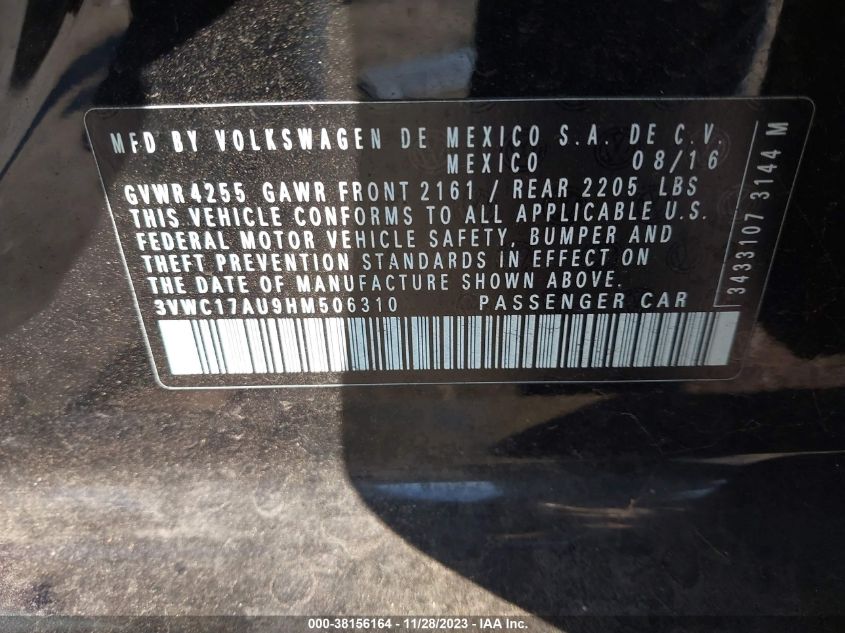 MFD BY VOLKSWAGEN DE MEXICO S.A. DE C.V.
MEXICO 08/16
GVWR4255 GAWR FRONT 2161 / REAR 2205 LBS
THIS VEHICLE CONFORMS TO ALL APPLICABLE U.S.
FEDERAL MOTOR VEHICLE SAFETY, BUMPER AND
THEFT PREVENTION STANDARDS IN EFFECT ON
THE DATE OF MANUFACTURE SHOWN ABOVE.
3VWC17AU9HM506310 PASSENGER CAR
3433107 3144 M
000-38156164 - 11/28/2023 - IAA Inc.